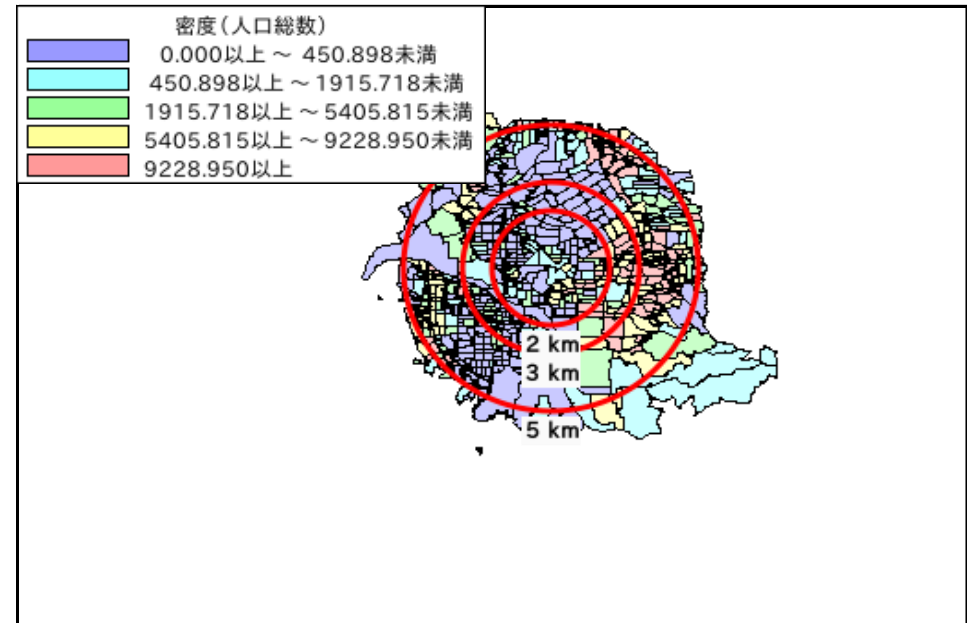 密度(人口総数)
0.000以上 ~ 450.898未満
450.898以上 ~ 1915.718未満
1915.718以上 ~ 5405.815未満
5405.815以上 ~ 9228.950未満
9228.950以上
2 km
3 km
5 km